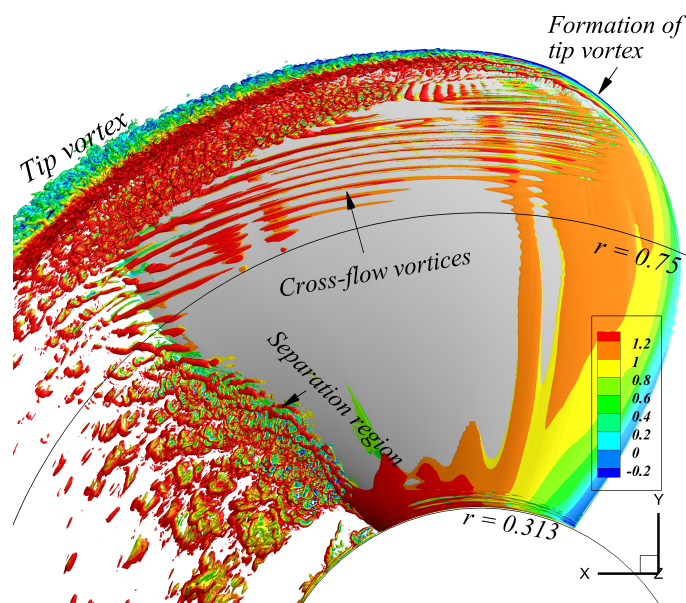 Formation of
tip vortex
Tip vortex
r = 0.75
Cross-flow vortices
Separation region
1.2
1
0.8
0.6
0.4
0.2
0
-0.2
r = 0.313
Y
X
Z